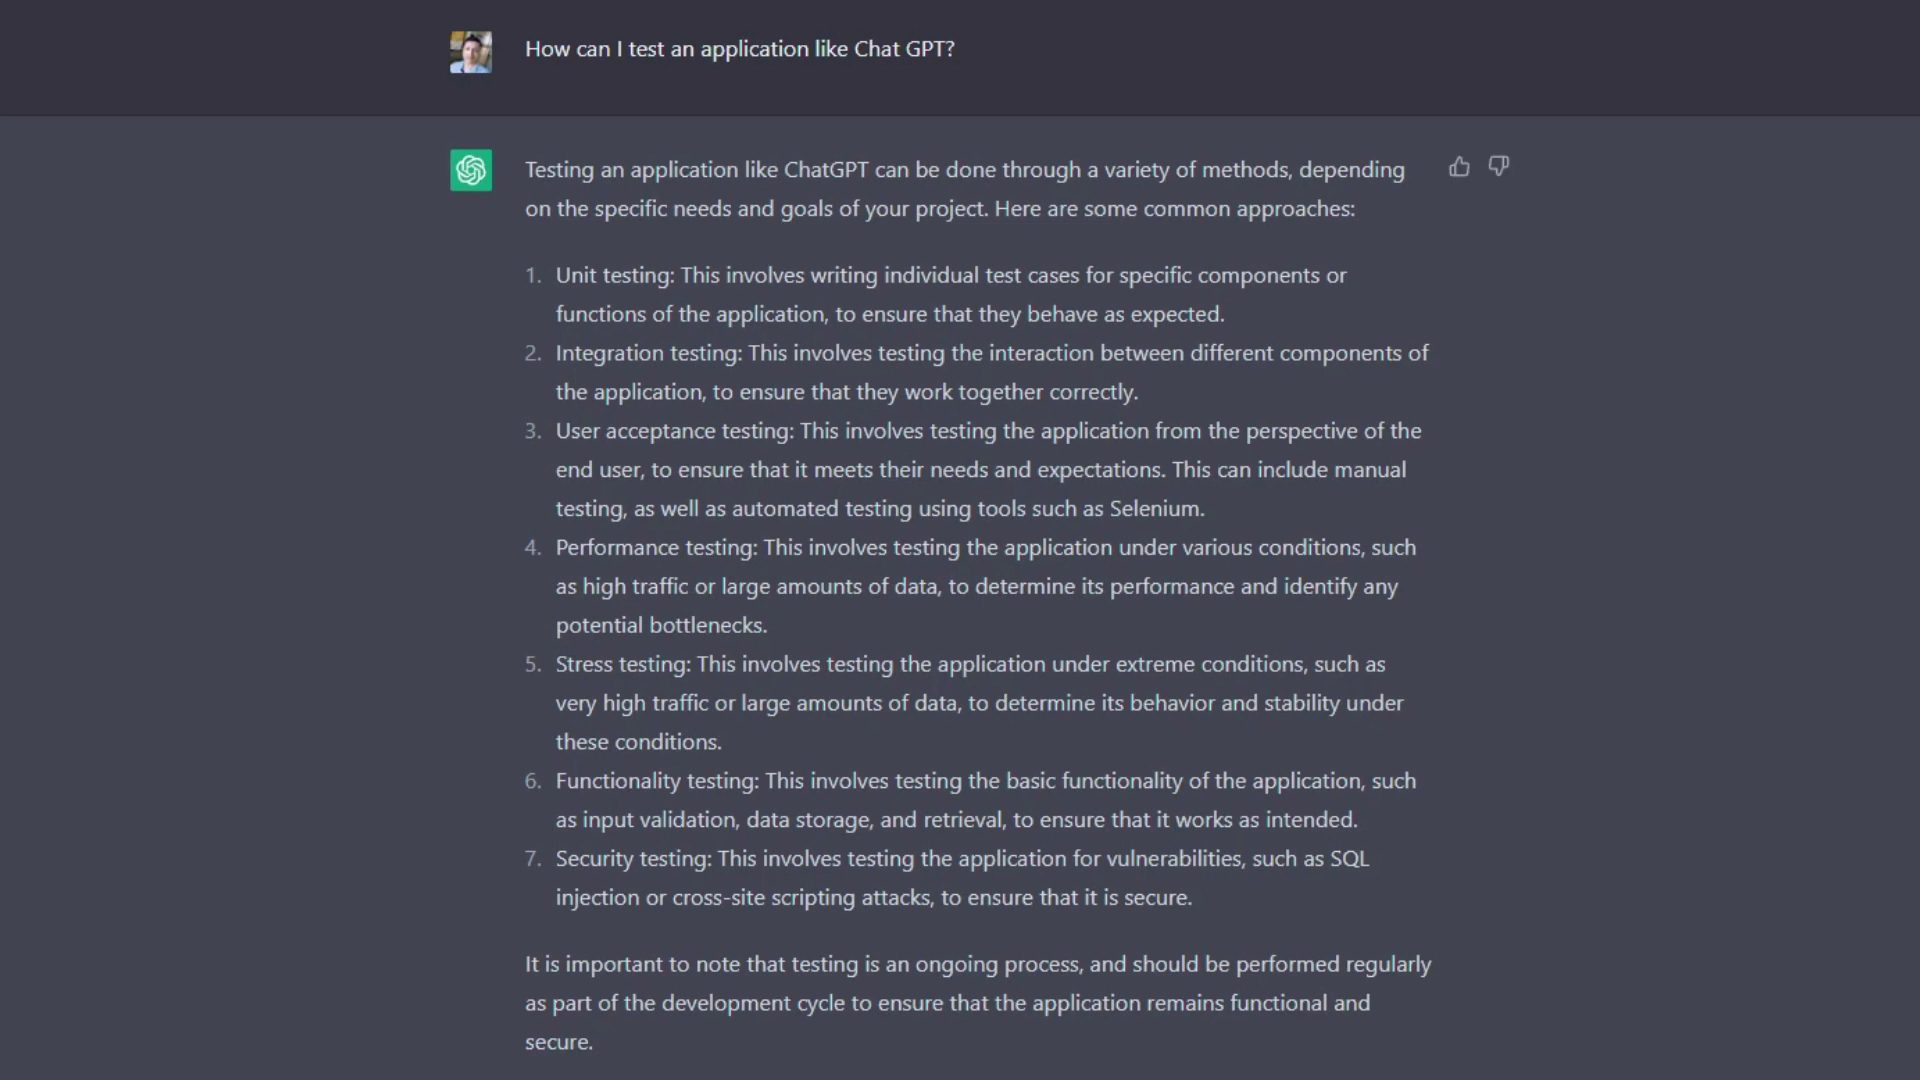 How can I test an application like Chat GPT?
Testing an application like ChatGPT can be done through a variety of methods, depending
on the specific needs and goals of your project. Here are some common approaches:
1. Unit testing: This involves writing individual test cases for specific components or
functions of the application, to ensure that they behave as expected.
2. Integration testing: This involves testing the interaction between different components of
the application, to ensure that they work together correctly.
3. User acceptance testing: This involves testing the application from the perspective of the
end user, to ensure that it meets their needs and expectations. This can include manual
testing, as well as automated testing using tools such as Selenium.
4. Performance testing: This involves testing the application under various conditions, such
as high traffic or large amounts of data, to determine its performance and identify any
potential bottlenecks.
5. Stress testing: This involves testing the application under extreme conditions, such as
very high traffic or large amounts of data, to determine its behavior and stability under
these conditions.
6. Functionality testing: This involves testing the basic functionality of the application, such
as input validation, data storage, and retrieval, to ensure that it works as intended.
7. Security testing: This involves testing the application for vulnerabilities, such as SQL
injection or cross-site scripting attacks, to ensure that it is secure.
It is important to note that testing is an ongoing process, and should be performed regularly
as part of the development cycle to ensure that the application remains functional and
secure.